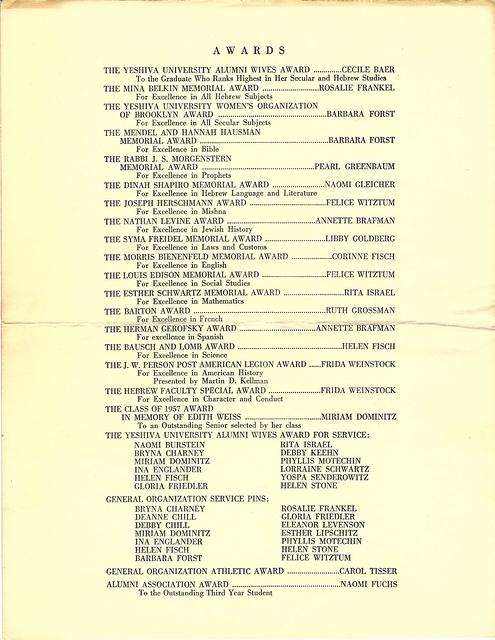 AWARDS
THE YESHIVA UNIVERSITY ALUMNI WIVES AWARD ............CECILE BAER
To the Graduate Who Ranks Highest in Her Secular and Hebrew Studies
THE MINA BELKIN MEMORIAL AWARD ..................ROSALIE FRANKEL
For Excellence in All Hebrew Subjects
THE YESHIVA UNIVERSITY WOMEN'S ORGANIZATION
OF BROOKLYN AWARD ..............................BARBARA FORST
For Excellence in All Secular Subjects
THE MENDEL AND HANNAH HAUSMAN
MEMORIAL AWARD ..............................BARBARA FORST
For Excellence in Bible
THE RABBI J. S. MORGENSTERN
MEMORIAL AWARD ..............................PEARL GREENBAUM
For Excellence in Prophets
THE DINAH SHAPIRO MEMORIAL AWARD ..................NAOMI GLEICHER
For Excellence in Hebrew Language and Literature
THE JOSEPH HERSCHMANN AWARD ..............................FELICE WITZTUM
For Excellence in Mishna
THE NATHAN LEVINE AWARD ..............................ANNETTE BRAFMAN
For Excellence in Jewish History
THE SYMA FREIDEL MEMORIAL AWARD ..................LIBBY GOLDBERG
For Excellence in Laws and Customs
THE MORRIS BIENENFELD MEMORIAL AWARD ............CORINNE FISCH
For Excellence in English
THE LOUIS EDISON MEMORIAL AWARD ..................FELICE WITZTUM
For Excellence in Social Studies
THE ESTHER SCHWARTZ MEMORIAL AWARD ..................RITA ISRAEL
For Excellence in Mathematics
THE BARTON AWARD ..............................RUTH GROSSMAN
For Excellence in French
THE HERMAN GEROFSKY AWARD ..................ANNETTE BRAFMAN
For excellence in Spanish
THE BAUSCH AND LOMB AWARD ..............................HELEN FISCH
For Excellence in Science
THE J. W. PERSON POST AMERICAN LEGION AWARD .....FRIDA WEINSTOCK
For Excellence in American History
Presented by Martin D. Kellman
THE HEBREW FACULTY SPECIAL AWARD ..................FRIDA WEINSTOCK
For Excellence in Character and Conduct
THE CLASS OF 1957 AWARD
IN MEMORY OF EDITH WEISS ..................MIRIAM DOMINITZ
To an Outstanding Senior selected by her class
THE YESHIVA UNIVERSITY ALUMNI WIVES AWARD FOR SERVICE:
NAOMI BURSTEIN
BRYNA CHARNEY
MIRIAM DOMINITZ
INA ENGLANDER
HELEN FISCH
GLORIA FRIEDLER
RITA ISRAEL
DEBBY KEEHN
PHYLLIS MOTECHIN
LORRAINE SCHWARTZ
YOSPA SENDEROWITZ
HELEN STONE
GENERAL ORGANIZATION SERVICE PINS:
BRYNA CHARNEY
DEANNE CHILL
DEBBY CHILL
MIRIAM DOMINITZ
INA ENGLANDER
HELEN FISCH
BARBARA FORST
ROSALIE FRANKEL
GLORIA FRIEDLER
ELEANOR LEVENSON
ESTHER LIPSCHITZ
PHYLLIS MOTECHIN
HELEN STONE
FELICE WITZTUM
GENERAL ORGANIZATION ATHLETIC AWARD ..................CAROL TISSER
ALUMNI ASSOCIATION AWARD ..............................NAOMI FUCHS
To the Outstanding Third Year Student